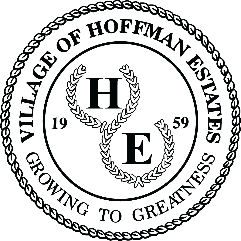 VILLAGE OF HOFFMAN ESTATES
H
19 59
E
GROWING TO GREATNESS